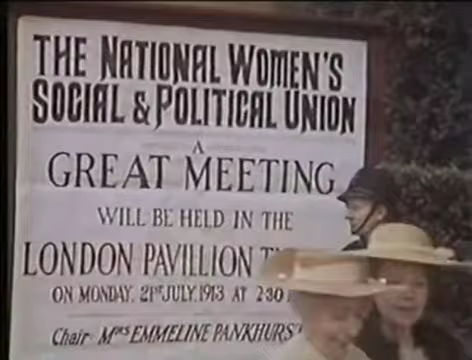 THE NATIONAL WOMEN'S
SOCIAL & POLITICAL UNION
A
GREAT MEETING
WILL BE HELD IN THE
LONDON PAVILLION
ON MONDAY, 21ST JULY, 1913 AT 2·30
Chair: MRS EMMELINE PANKHURST